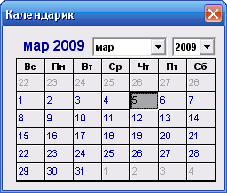 Календарик
мар 2009 мар 2009
Вс Пн Вт Ср Чт Пт Сб
22 23 24 25 26 27 28
1 2 3 4 5 6 7
8 9 10 11 12 13 14
15 16 17 18 19 20 21
22 23 24 25 26 27 28
29 30 31 1 2 3 4